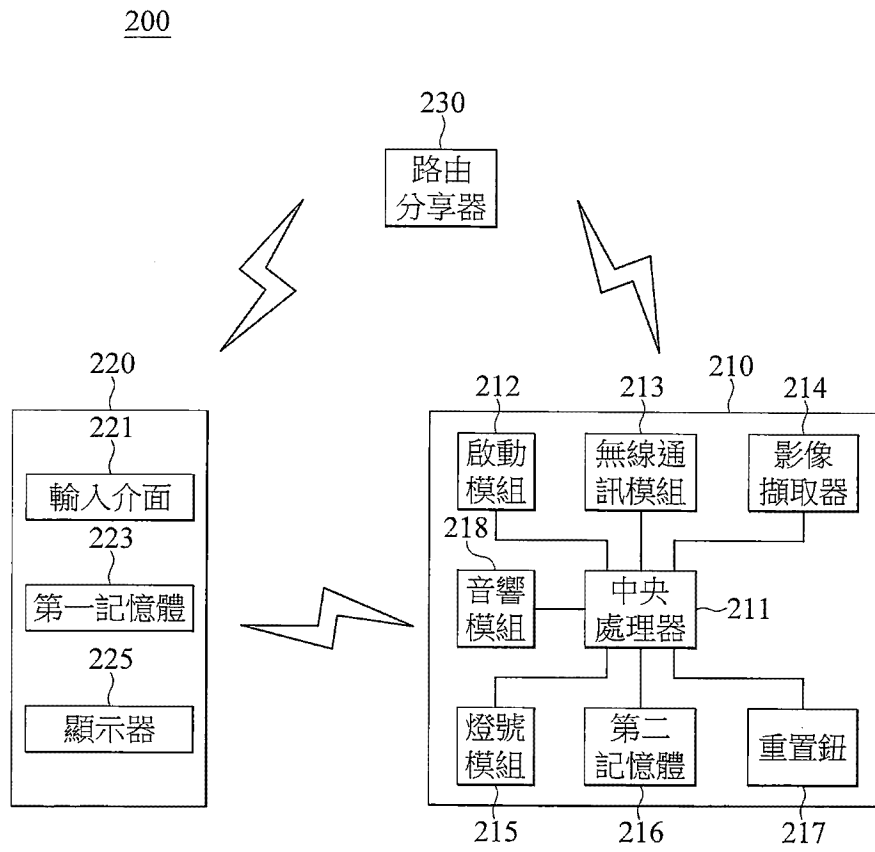 200
230
路由
分享器
220
221
輸入介面
223
第一記憶體
225
顯示器
210
212
213
214
啟動
模組
無線通
訊模組
影像
擷取器
218
音響
模組
中央
處理器
211
燈號
模組
第二
記憶體
重置鈕
215
216
217